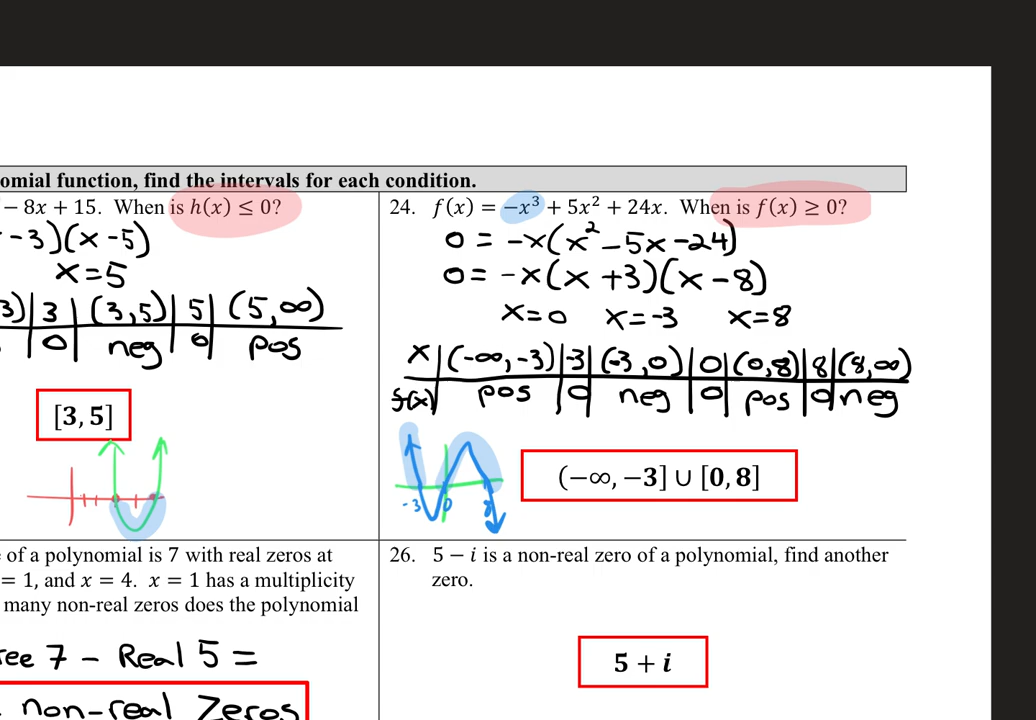 omial function, find the intervals for each condition.
− 8x + 15. When is h(x) ≤ 0?
-3)(x-5)
x=5
3) | 3 | (3,5) | 5 | (5,∞)
0 | neg | 0 | pos
[3, 5]
24. f(x) = −x³ + 5x² + 24x. When is f(x) ≥ 0?
0 = -x(x²-5x-24)
0 = -x(x+3)(x-8)
x=0 x=-3 x=8
x | (-∞,-3) | -3 | (-3,0) | 0 | (0,8) | 8 | (8,∞)
f(x) | pos | 0 | neg | 0 | pos | 0 | neg
-3 0 8
(−∞, −3] ∪ [0, 8]
of a polynomial is 7 with real zeros at
= 1, and x = 4. x = 1 has a multiplicity
many non-real zeros does the polynomial
ree 7 - Real 5 =
non-real zeros
26. 5 − i is a non-real zero of a polynomial, find another
zero.
5 + i